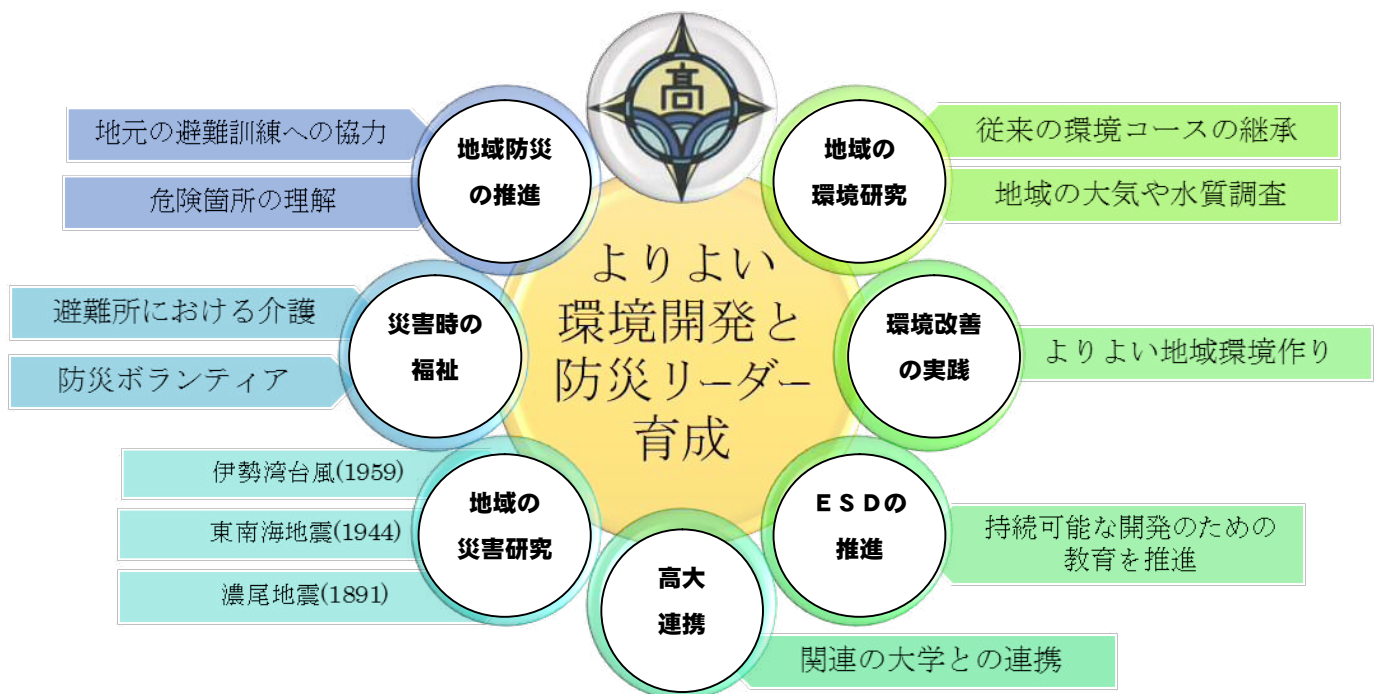 高
よりよい
環境開発と
防災リーダー
育成
地域防災
の推進
地元の避難訓練への協力
危険箇所の理解
災害時の
福祉
避難所における介護
防災ボランティア
地域の
災害研究
伊勢湾台風(1959)
東南海地震(1944)
濃尾地震(1891)
地域の
環境研究
従来の環境コースの継承
地域の大気や水質調査
環境改善
の実践
よりよい地域環境作り
ESDの
推進
持続可能な開発のための
教育を推進
高大
連携
関連の大学との連携